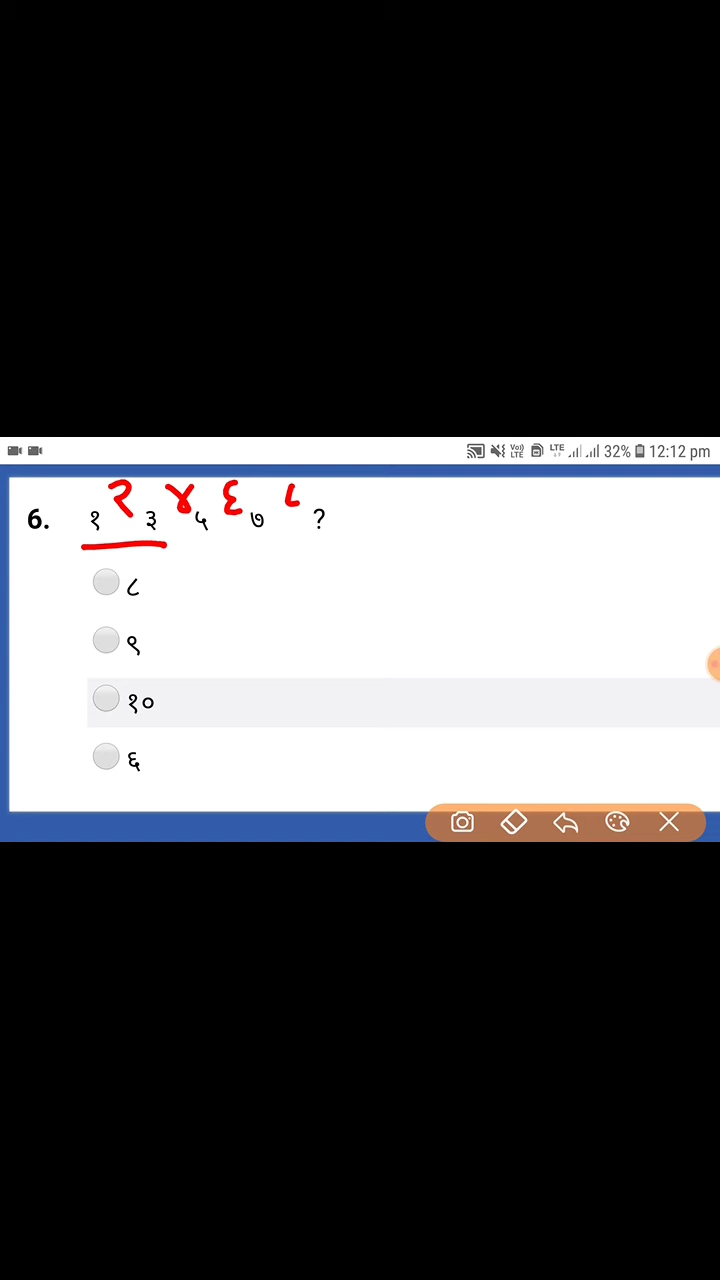 32% 12:12 pm
२ ४ ६ ८
6. १ ३ ५ ७ ?
८
९
१०
६